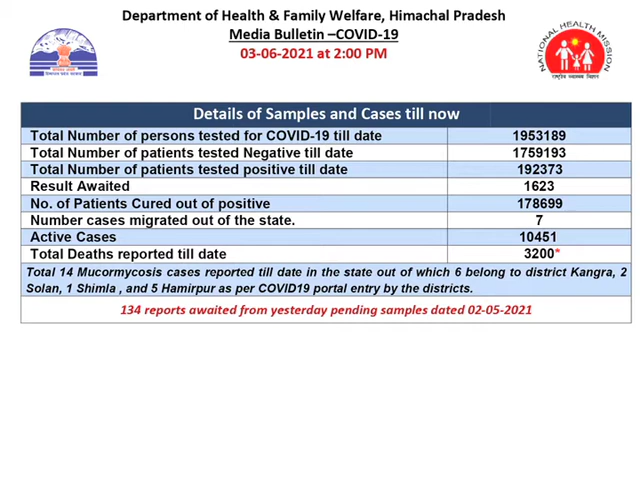 Department of Health & Family Welfare, Himachal Pradesh
Media Bulletin –COVID-19
03-06-2021 at 2:00 PM
NATIONAL HEALTH MISSION
राष्ट्रीय स्वास्थ्य मिशन
Details of Samples and Cases till now
Total Number of persons tested for COVID-19 till date 1953189
Total Number of patients tested Negative till date 1759193
Total Number of patients tested positive till date 192373
Result Awaited 1623
No. of Patients Cured out of positive 178699
Number cases migrated out of the state. 7
Active Cases 10451
Total Deaths reported till date 3200*
Total 14 Mucormycosis cases reported till date in the state out of which 6 belong to district Kangra, 2
Solan, 1 Shimla , and 5 Hamirpur as per COVID19 portal entry by the districts.
134 reports awaited from yesterday pending samples dated 02-05-2021